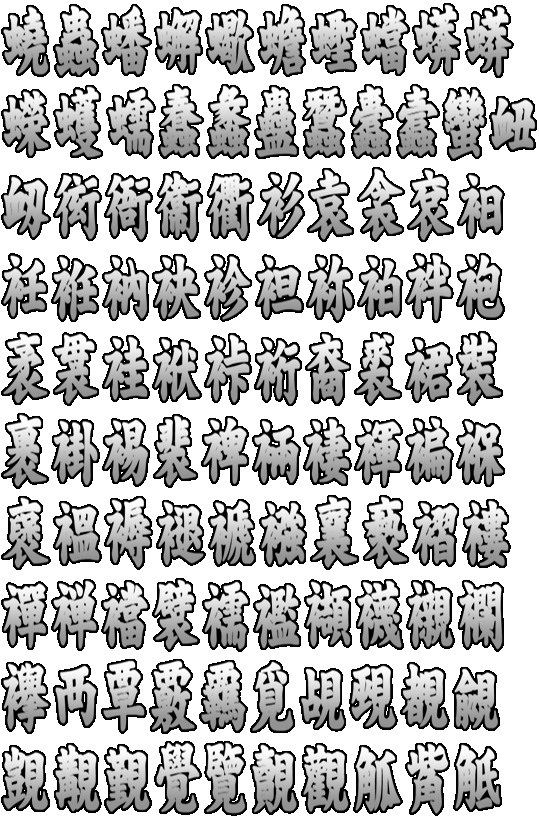 蟯蟲蟠蠏蠍蟾蟶蟷蠎蟒
蠑蠖蠕蠢蠡蠱蠶蠹蠧蠻衄
衂衒衙衞衢衫袁衾袞衵
衽袵衲袂袗袒袮袙袢袍
袤袰袿袱裃裄裔裘裙裝
裹褂裼裴裨裲褄褌褊褓
襃褞褥褪褫襁襄褻褶褸
襌褝襠襞襦襤襭襪襯襴
襷襾覃覈覊覓覘覡覩覦
覬覯覲覺覽覿觀觚觜觝